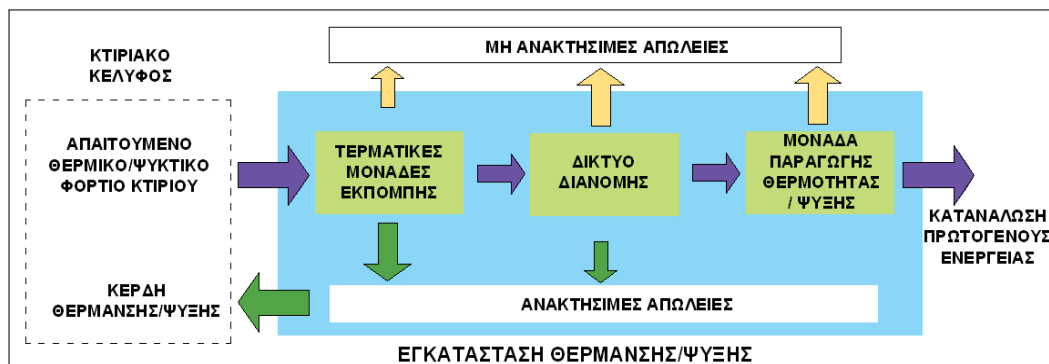 ΜΗ ΑΝΑΚΤΗΣΙΜΕΣ ΑΠΩΛΕΙΕΣ
ΚΤΙΡΙΑΚΟ
ΚΕΛΥΦΟΣ
ΑΠΑΙΤΟΥΜΕΝΟ
ΘΕΡΜΙΚΟ/ΨΥΚΤΙΚΟ
ΦΟΡΤΙΟ ΚΤΙΡΙΟΥ
ΤΕΡΜΑΤΙΚΕΣ
ΜΟΝΑΔΕΣ
ΕΚΠΟΜΠΗΣ
ΔΙΚΤΥΟ
ΔΙΑΝΟΜΗΣ
ΜΟΝΑΔΑ
ΠΑΡΑΓΩΓΗΣ
ΘΕΡΜΟΤΗΤΑΣ
/ ΨΥΞΗΣ
ΚΑΤΑΝΑΛΩΣΗ
ΠΡΩΤΟΓΕΝΟΥΣ
ΕΝΕΡΓΕΙΑΣ
ΚΕΡΔΗ
ΘΕΡΜΑΝΣΗΣ/ΨΥΞΗΣ
ΑΝΑΚΤΗΣΙΜΕΣ ΑΠΩΛΕΙΕΣ
ΕΓΚΑΤΑΣΤΑΣΗ ΘΕΡΜΑΝΣΗΣ/ΨΥΞΗΣ